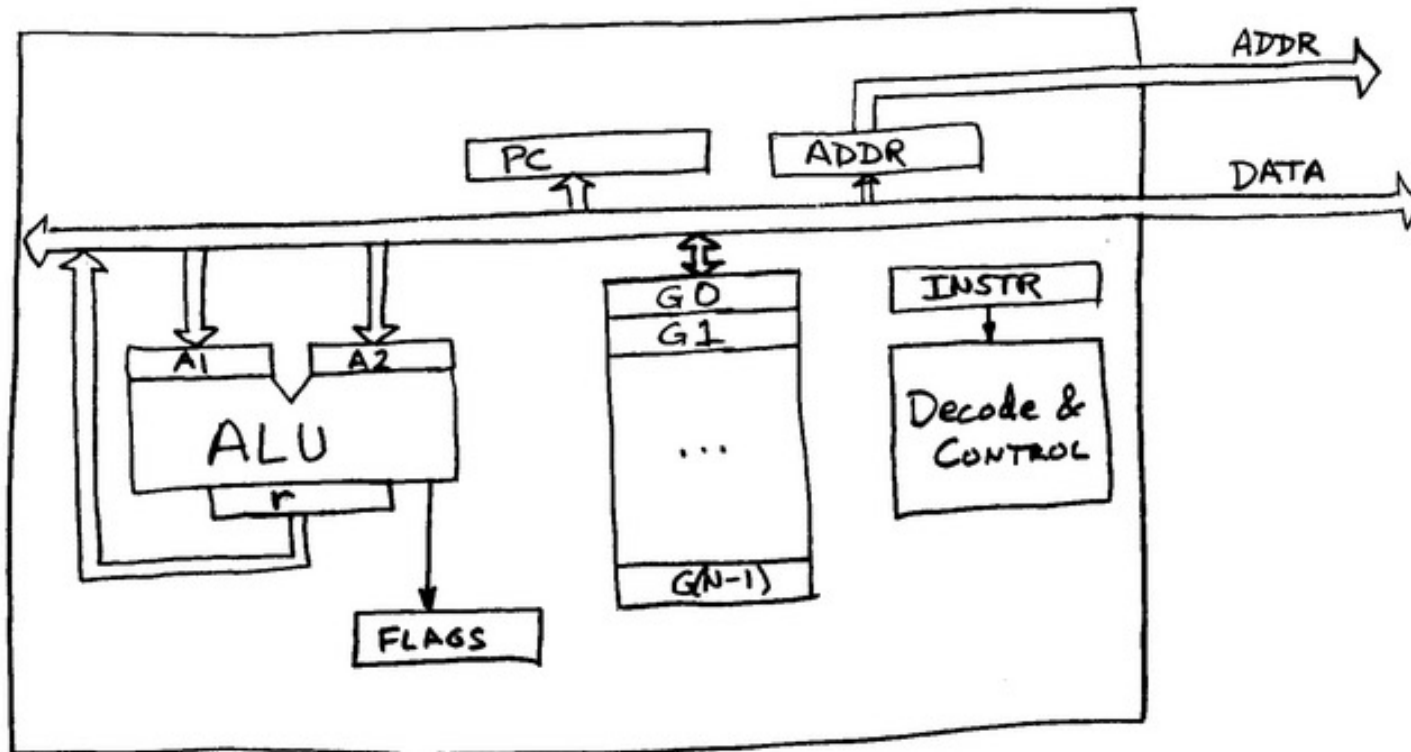 ADDR
PC
ADDR
DATA
INSTR
G0
G1
A1
A2
Decode &
CONTROL
ALU
...
r
G(N-1)
FLAGS